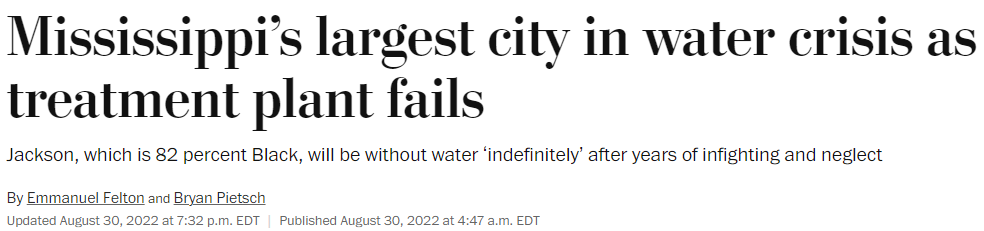 Mississippi’s largest city in water crisis as
treatment plant fails
Jackson, which is 82 percent Black, will be without water ‘indefinitely’ after years of infighting and neglect
By Emmanuel Felton and Bryan Pietsch
Updated August 30, 2022 at 7:32 p.m. EDT | Published August 30, 2022 at 4:47 a.m. EDT